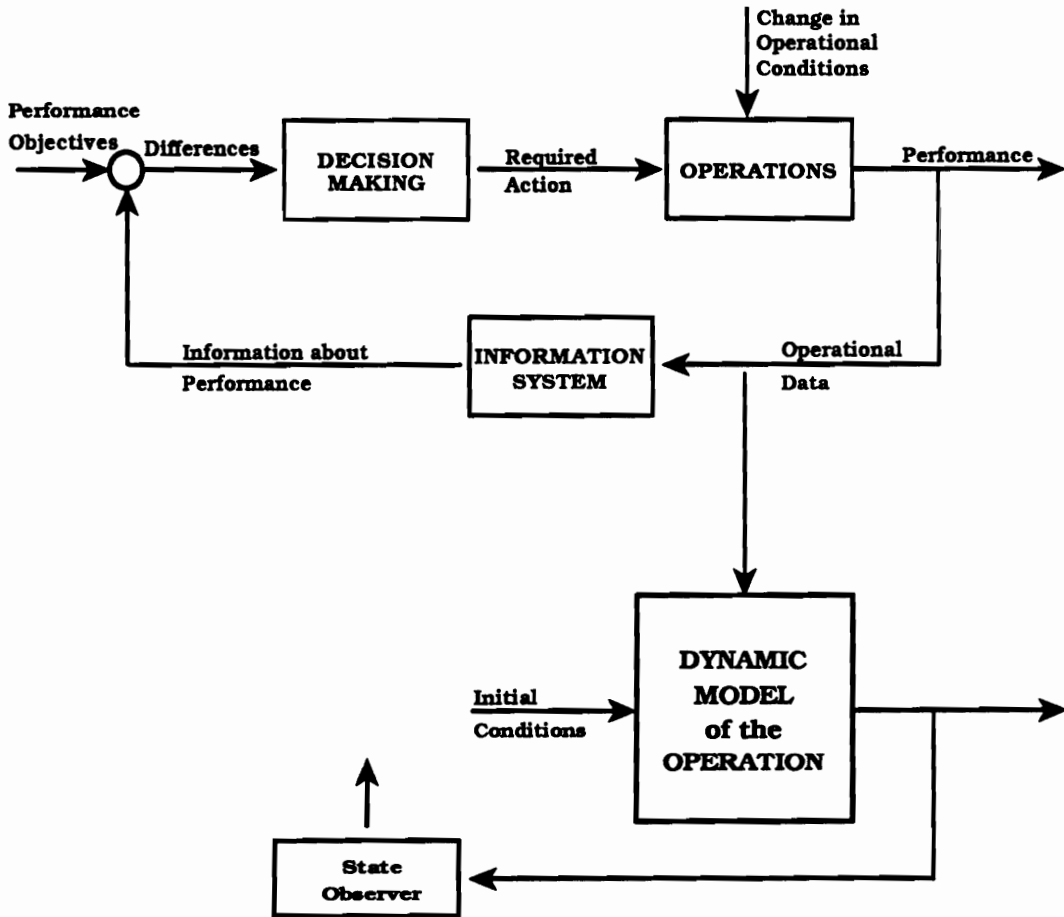 Change in
Operational
Conditions
Performance
Objectives
Differences
DECISION
MAKING
Required
Action
OPERATIONS
Performance
Information about
Performance
INFORMATION
SYSTEM
Operational
Data
DYNAMIC
MODEL
of the
OPERATION
Initial
Conditions
State
Observer